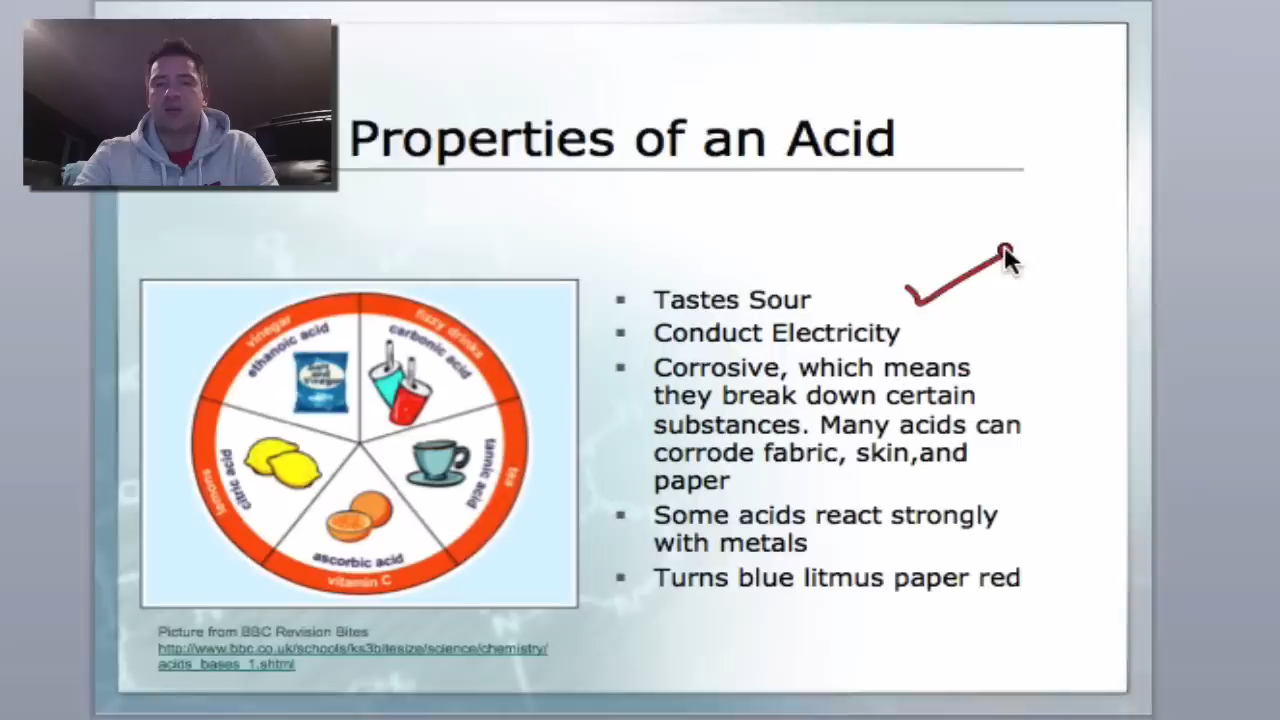 Properties of an Acid
Tastes Sour
Conduct Electricity
Corrosive, which means
they break down certain
substances. Many acids can
corrode fabric, skin,and
paper
Some acids react strongly
with metals
Turns blue litmus paper red
vinegar
ethanoic acid
fizzy drinks
carbonic acid
tea
tannic acid
vitamin C
ascorbic acid
lemons
citric acid
Picture from BBC Revision Bites
http://www.bbc.co.uk/schools/ks3bitesize/science/chemistry/
acids_bases_1.shtml